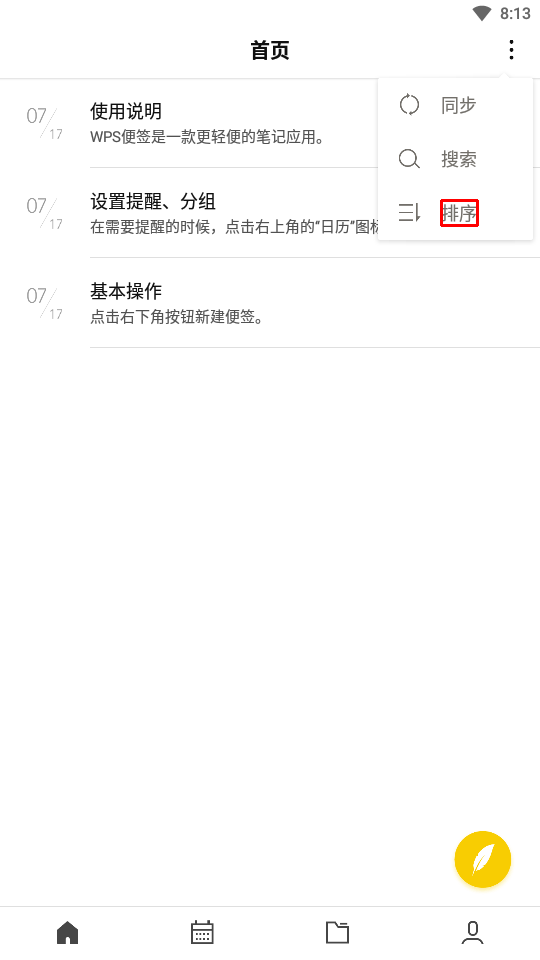 8:13
首页
07/17
使用说明
WPS便签是一款更轻便的笔记应用。
07/17
设置提醒、分组
在需要提醒的时候，点击右上角的“日历”图标
07/17
基本操作
点击右下角按钮新建便签。
同步
搜索
排序